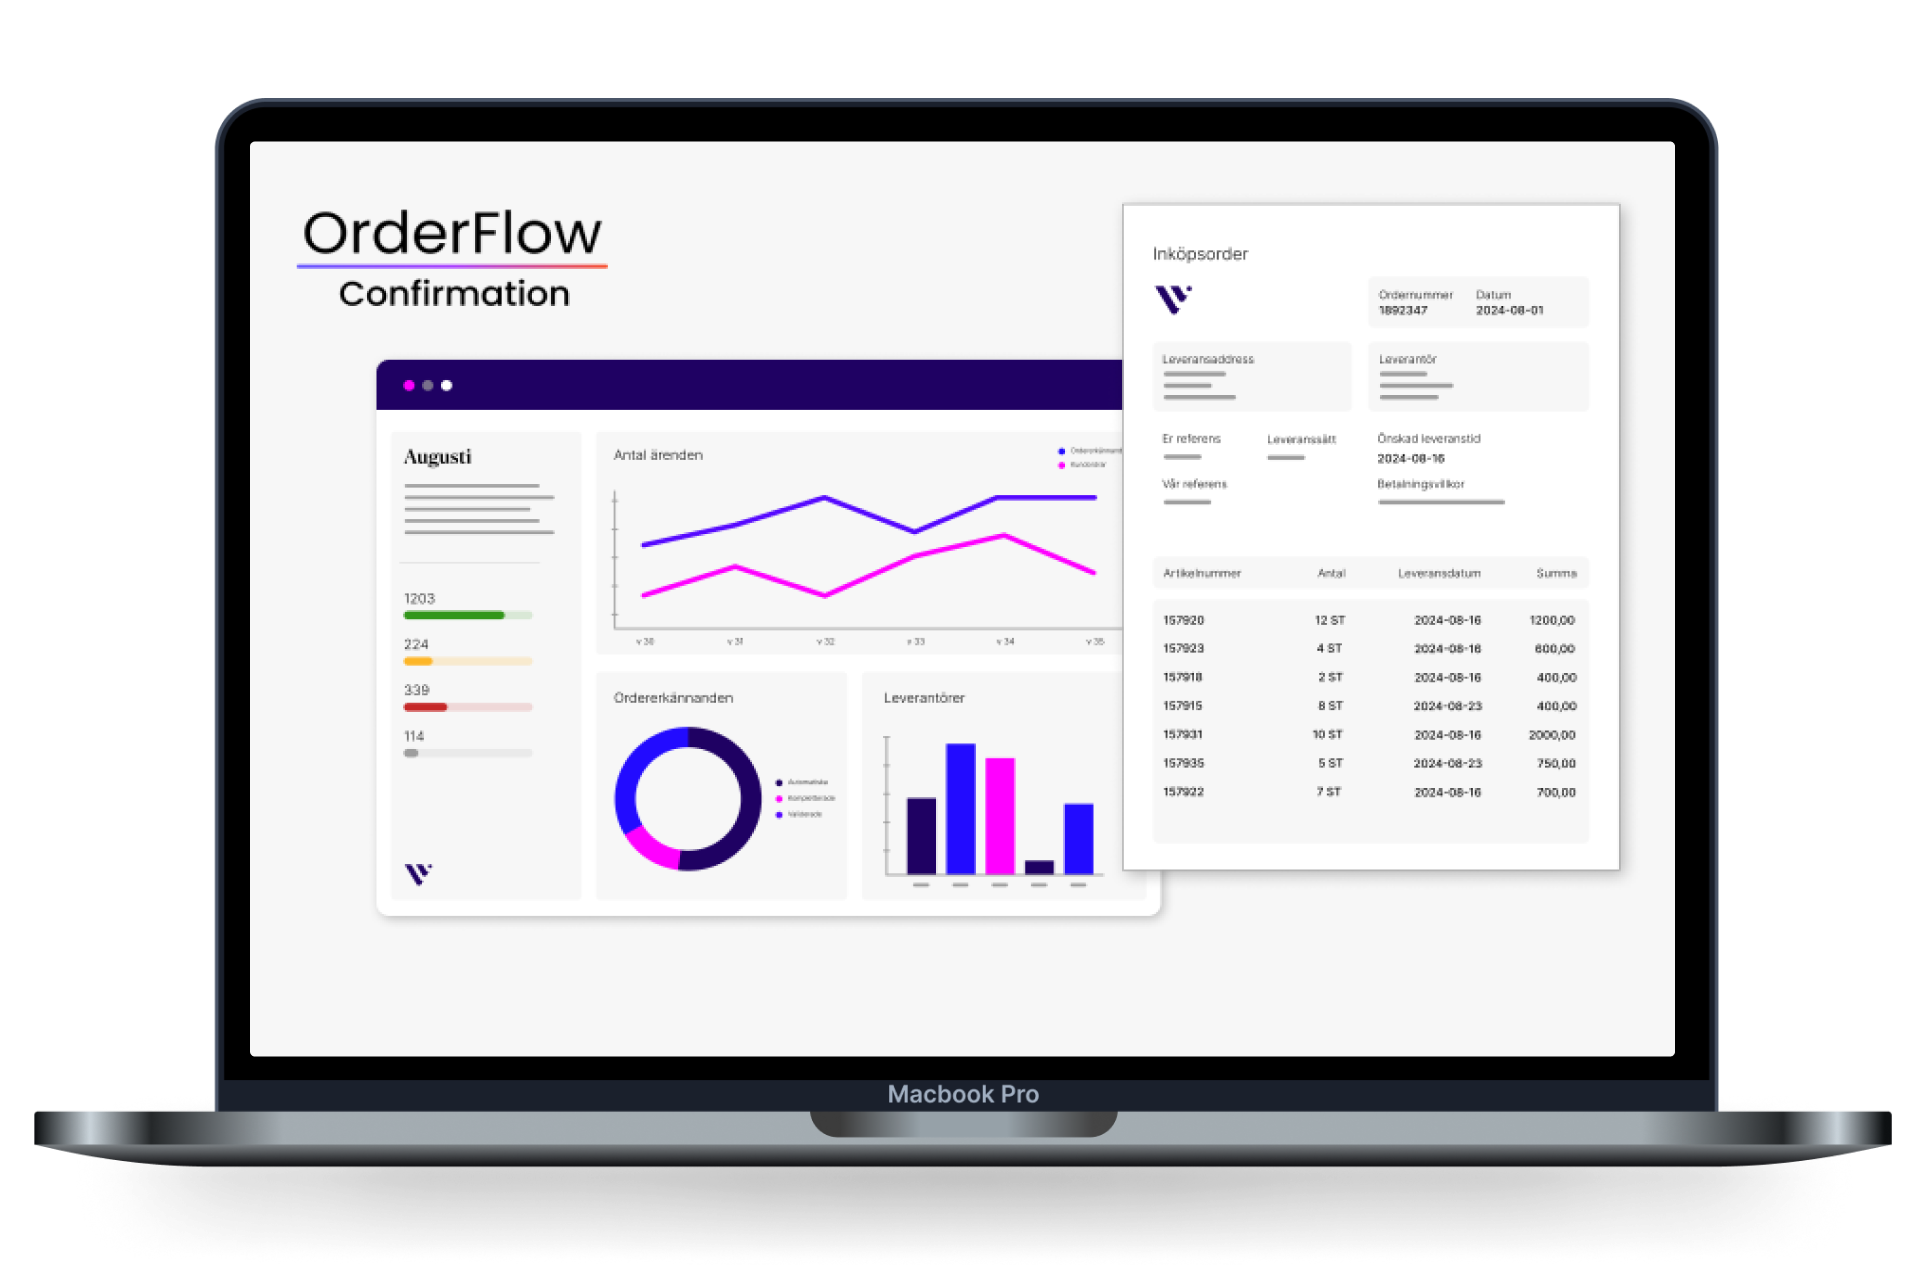 OrderFlow
Confirmation
Augusti
1203
224
339
114
Antal ärenden
Ordererkännand
Kundordrar
v 30 v 31 v 32 v 33 v 34 v 35
Ordererkännanden
Automatiska
Kompletterade
Validerade
Leverantörer
Inköpsorder
Ordernummer Datum
1892347 2024-08-01
Leveransaddress Leverantör
Er referens Leveranssätt Önskad leveranstid
2024-08-16
Vår referens Betalningsvillkor
Artikelnummer Antal Leveransdatum Summa
157920 12 ST 2024-08-16 1200,00
157923 4 ST 2024-08-16 600,00
157918 2 ST 2024-08-16 400,00
157915 8 ST 2024-08-23 400,00
157931 10 ST 2024-08-16 2000,00
157935 5 ST 2024-08-23 750,00
157922 7 ST 2024-08-16 700,00
Macbook Pro